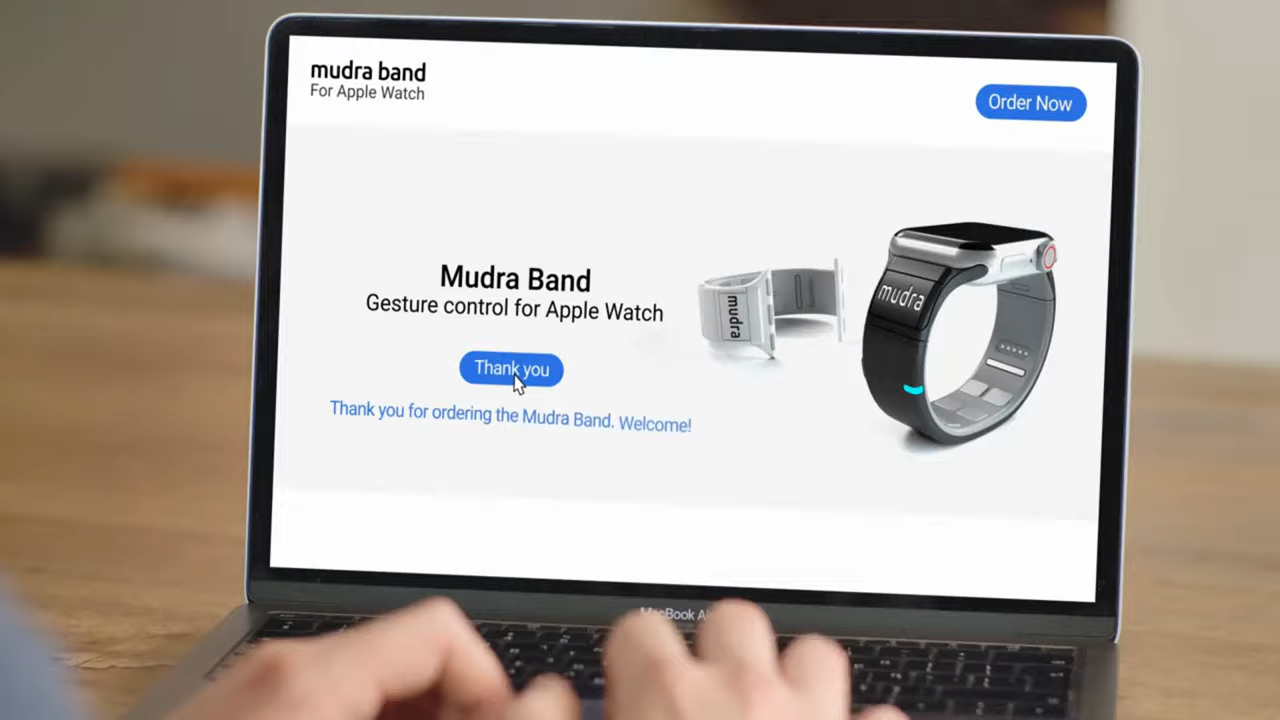 mudra band
For Apple Watch
Order Now
Mudra Band
Gesture control for Apple Watch
Thank you
Thank you for ordering the Mudra Band. Welcome!
mudra
mudra
MacBook